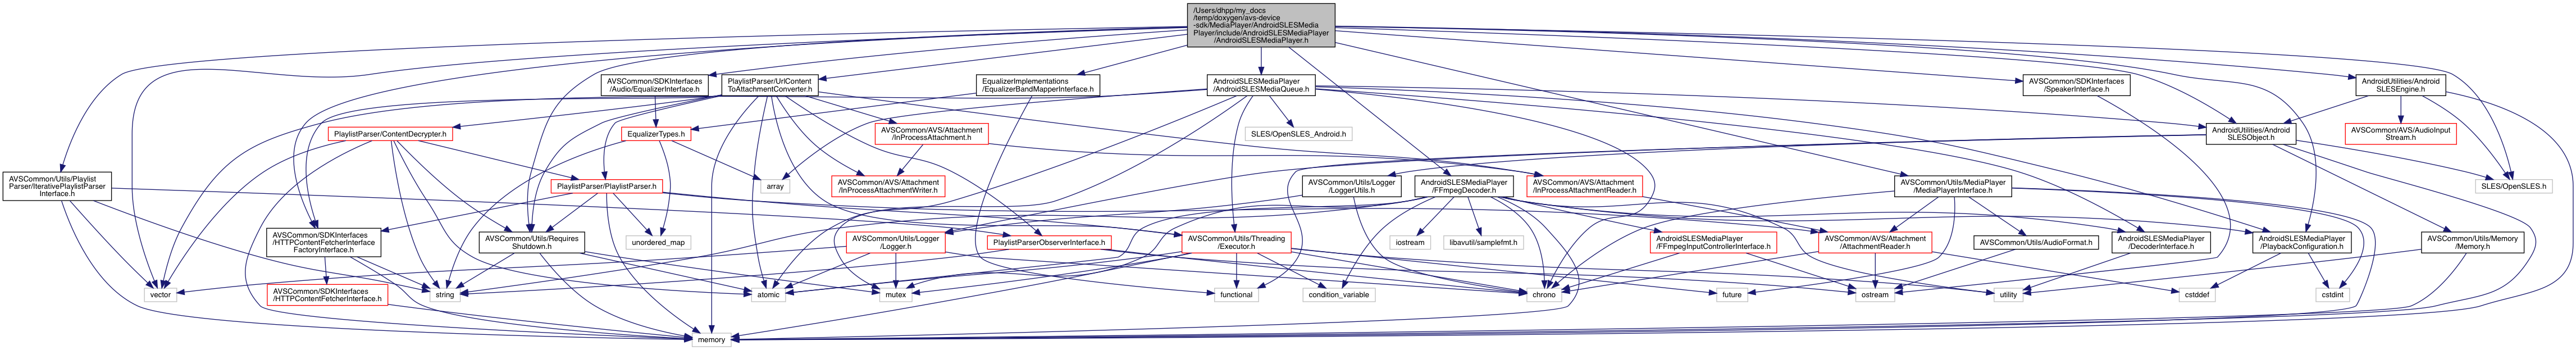 /Users/dhpp/my_docs
/temp/doxygen/avs-device
-sdk/MediaPlayer/AndroidSLESMedia
Player/include/AndroidSLESMediaPlayer
/AndroidSLESMediaPlayer.h
AVSCommon/SDKInterfaces
/Audio/EqualizerInterface.h
PlaylistParser/UrlContent
ToAttachmentConverter.h
EqualizerImplementations
/EqualizerBandMapperInterface.h
AndroidSLESMediaPlayer
/AndroidSLESMediaQueue.h
AVSCommon/SDKInterfaces
/SpeakerInterface.h
AndroidUtilities/Android
SLESEngine.h
PlaylistParser/ContentDecrypter.h
EqualizerTypes.h
AVSCommon/AVS/Attachment
/InProcessAttachment.h
SLES/OpenSLES_Android.h
AndroidUtilities/Android
SLESObject.h
AVSCommon/AVS/AudioInput
Stream.h
AVSCommon/Utils/Playlist
Parser/IterativePlaylistParser
Interface.h
PlaylistParser/PlaylistParser.h
array
AVSCommon/AVS/Attachment
/InProcessAttachmentWriter.h
AVSCommon/Utils/Logger
/LoggerUtils.h
AndroidSLESMediaPlayer
/FFmpegDecoder.h
AVSCommon/AVS/Attachment
/InProcessAttachmentReader.h
AVSCommon/Utils/MediaPlayer
/MediaPlayerInterface.h
SLES/OpenSLES.h
AVSCommon/SDKInterfaces
/HTTPContentFetcherInterface
FactoryInterface.h
AVSCommon/Utils/Requires
Shutdown.h
unordered_map
AVSCommon/Utils/Logger
/Logger.h
PlaylistParserObserverInterface.h
AVSCommon/Utils/Threading
/Executor.h
iostream
libavutil/samplefmt.h
AndroidSLESMediaPlayer
/FFmpegInputControllerInterface.h
AVSCommon/AVS/Attachment
/AttachmentReader.h
AVSCommon/Utils/AudioFormat.h
AndroidSLESMediaPlayer
/DecoderInterface.h
AndroidSLESMediaPlayer
/PlaybackConfiguration.h
AVSCommon/Utils/Memory
/Memory.h
vector
AVSCommon/SDKInterfaces
/HTTPContentFetcherInterface.h
string
atomic
mutex
functional
condition_variable
chrono
future
ostream
utility
cstddef
cstdint
memory